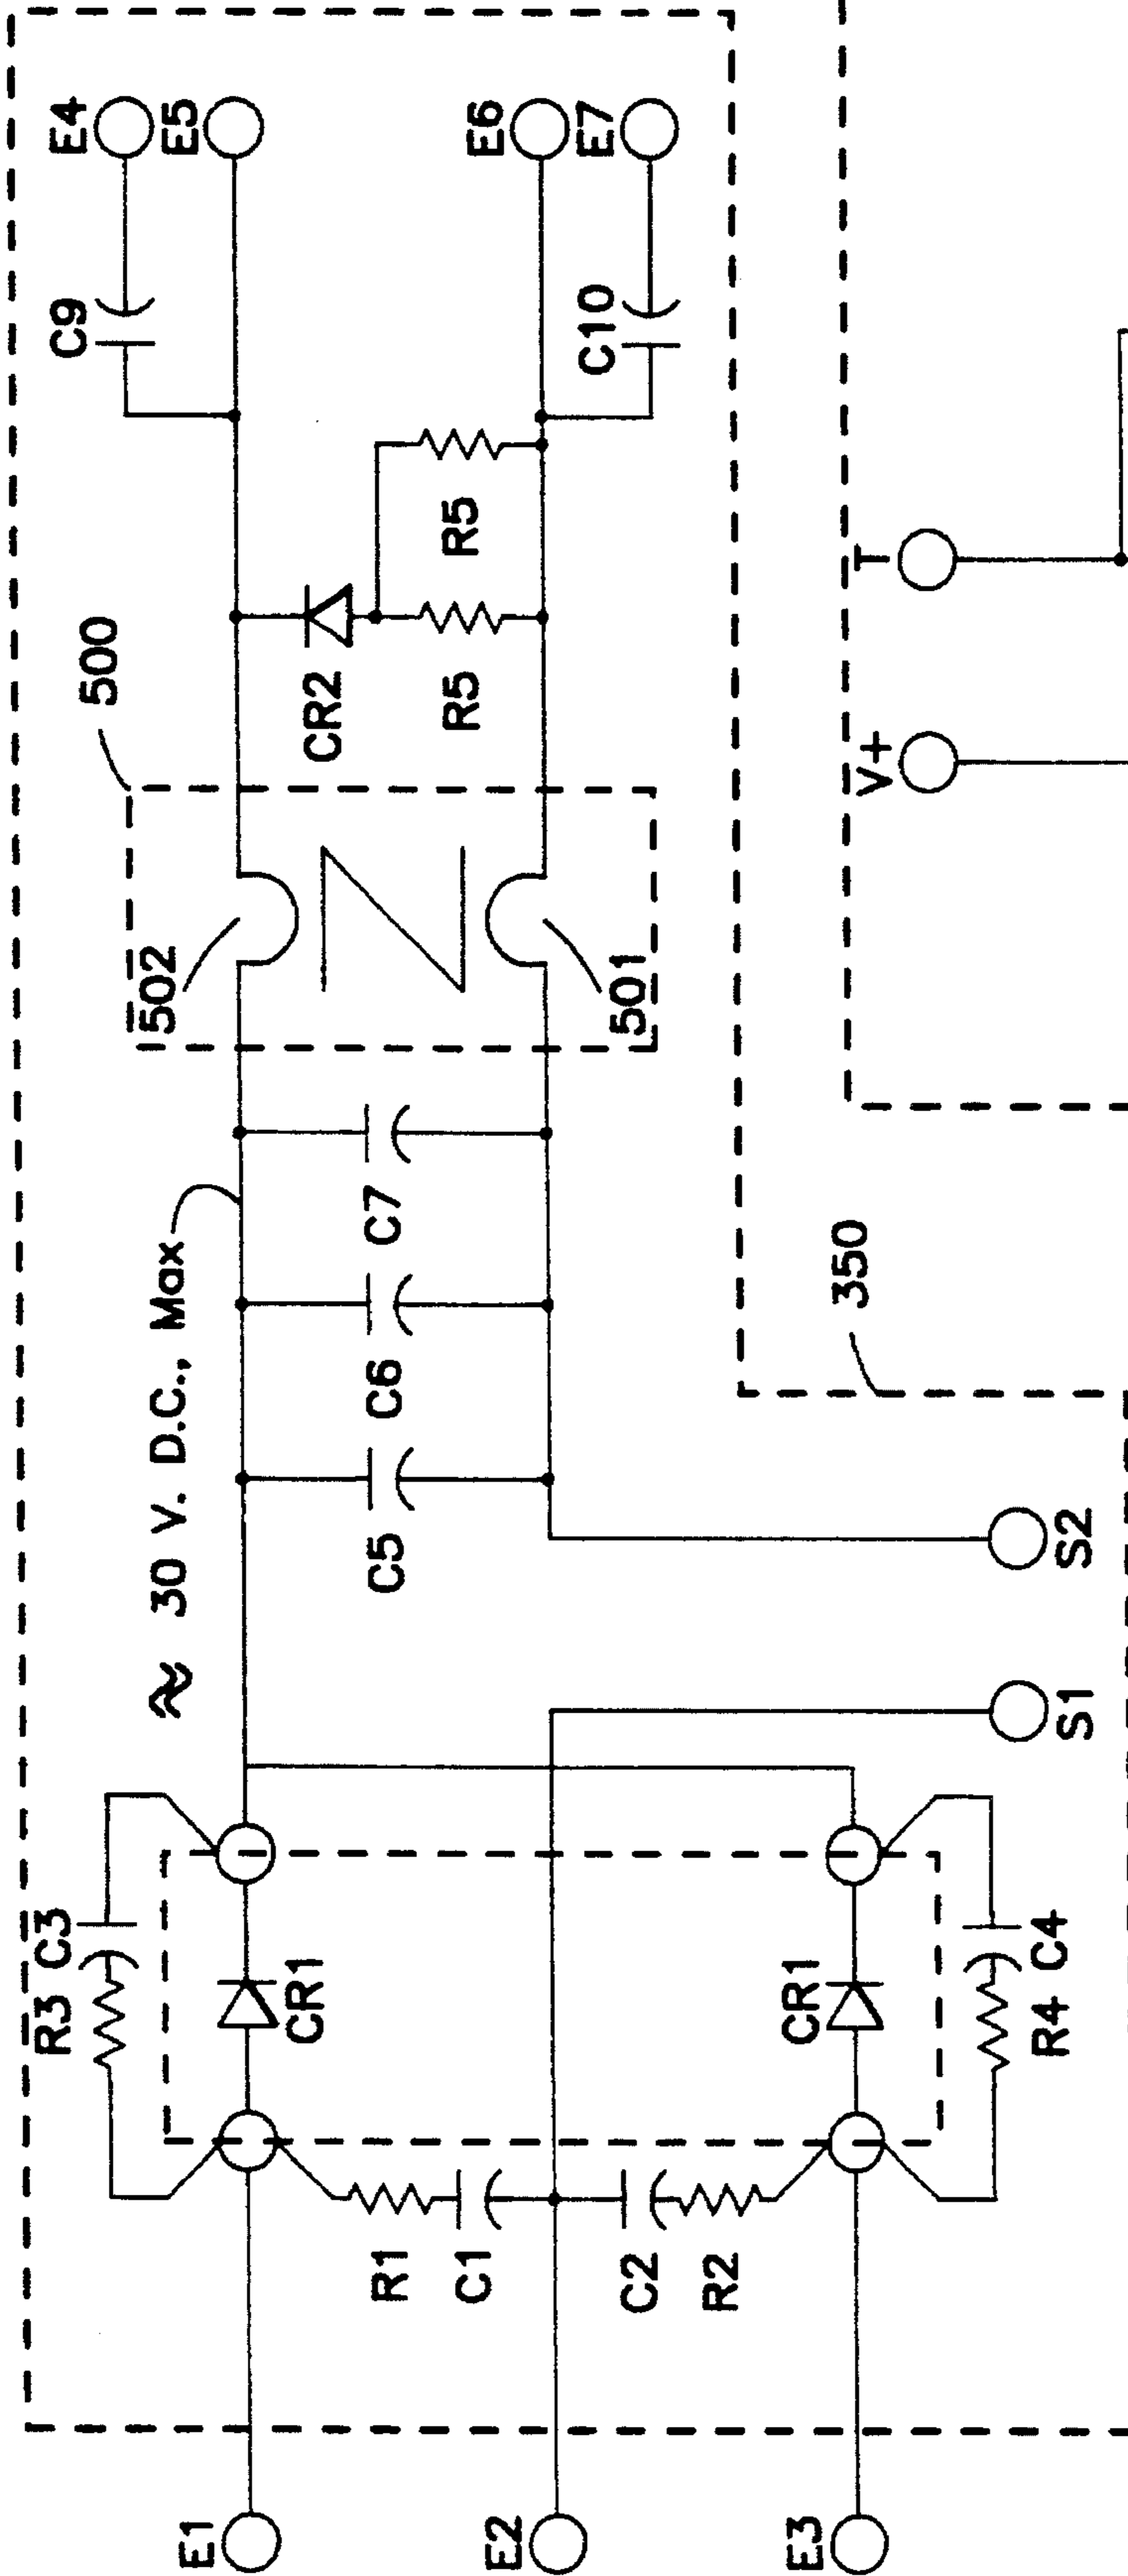 E1
E2
E3
R3 C3
CR1
R1
C1
C2
R2
CR1
R4 C4
≈ 30 V. D.C., Max
S1
S2
C5
C6
C7
350
502
501
500
CR2
R5
R5
C9
C10
E4
E5
E6
E7
V+
T